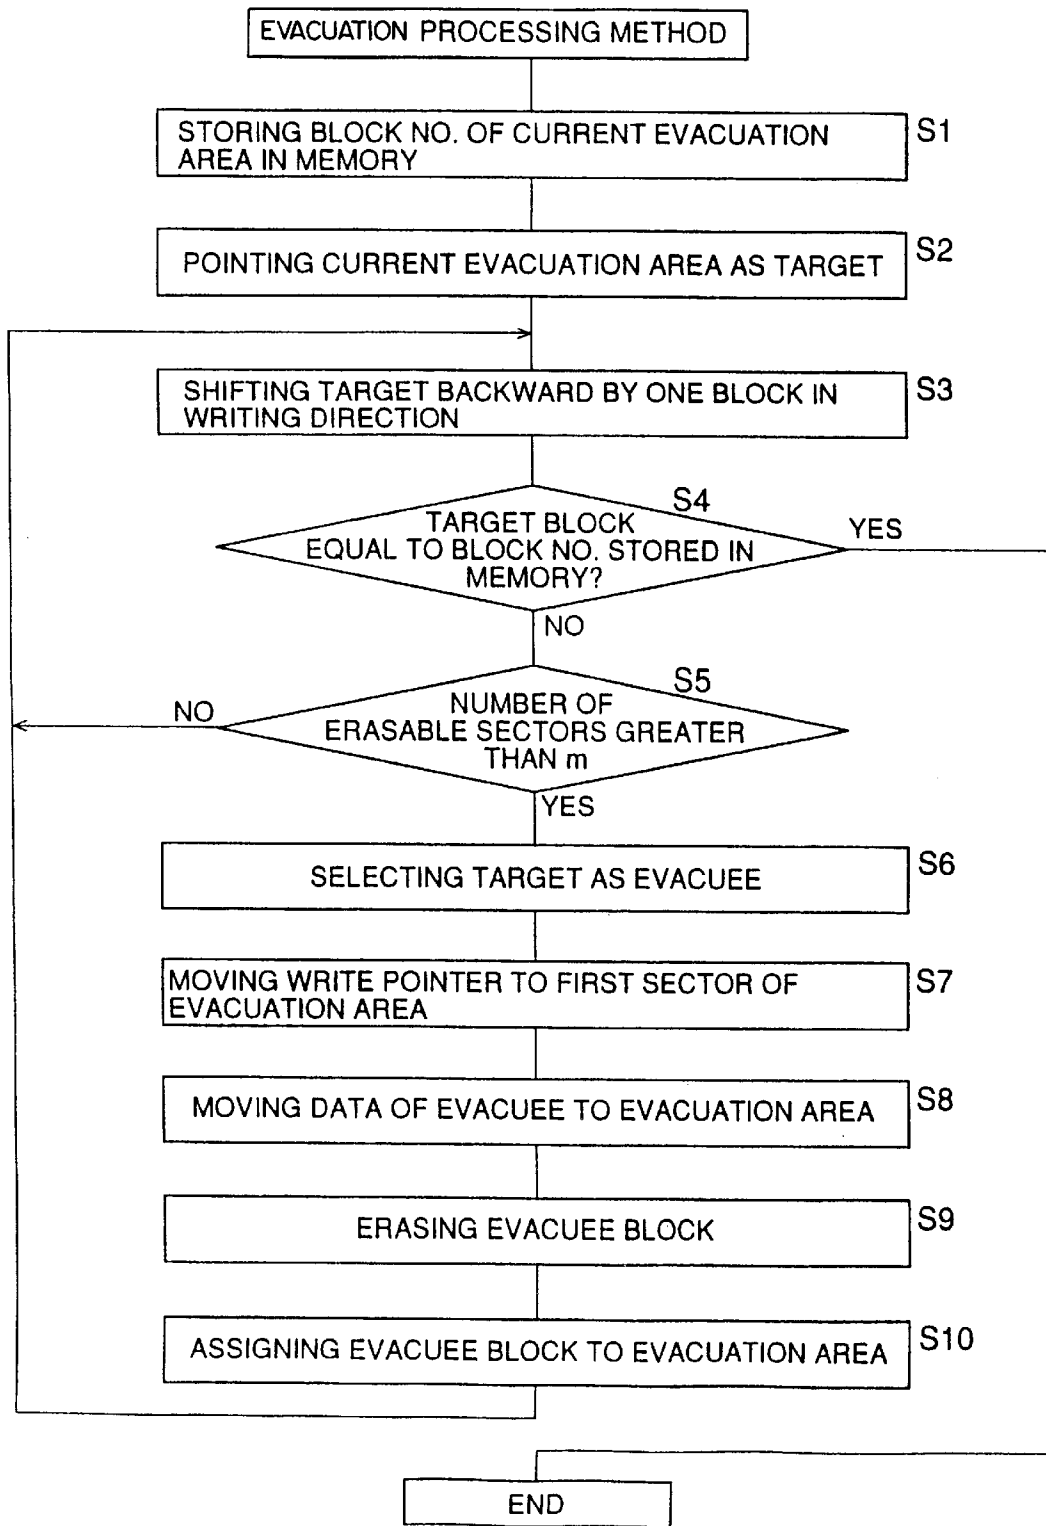 EVACUATION PROCESSING METHOD
S1
STORING BLOCK NO. OF CURRENT EVACUATION
AREA IN MEMORY
S2
POINTING CURRENT EVACUATION AREA AS TARGET
S3
SHIFTING TARGET BACKWARD BY ONE BLOCK IN
WRITING DIRECTION
S4
TARGET BLOCK
EQUAL TO BLOCK NO. STORED IN
MEMORY?
YES
NO
S5
NUMBER OF
ERASABLE SECTORS GREATER
THAN m
NO
YES
S6
SELECTING TARGET AS EVACUEE
S7
MOVING WRITE POINTER TO FIRST SECTOR OF
EVACUATION AREA
S8
MOVING DATA OF EVACUEE TO EVACUATION AREA
S9
ERASING EVACUEE BLOCK
S10
ASSIGNING EVACUEE BLOCK TO EVACUATION AREA
END